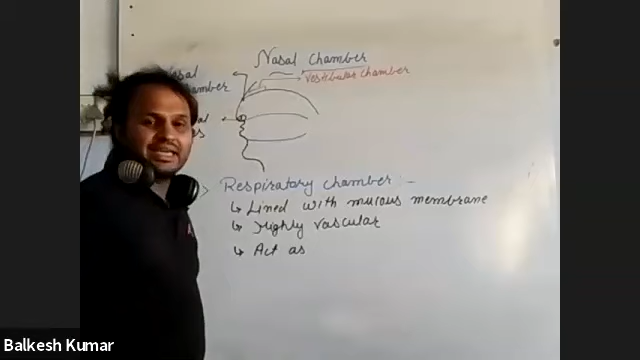 Nasal Chamber
Vestibular chamber
Respiratory chamber :-
↳ Lined with mucous membrane
↳ Highly vascular
↳ Act as
Balkesh Kumar